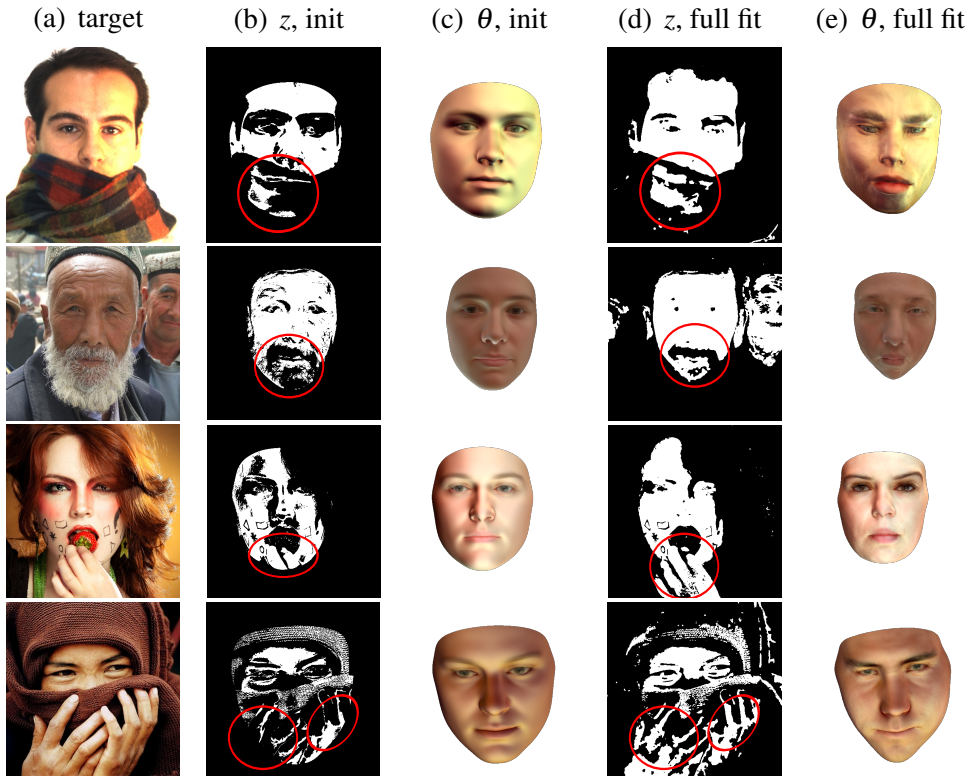 (a) target (b) z, init (c) θ, init (d) z, full fit (e) θ, full fit